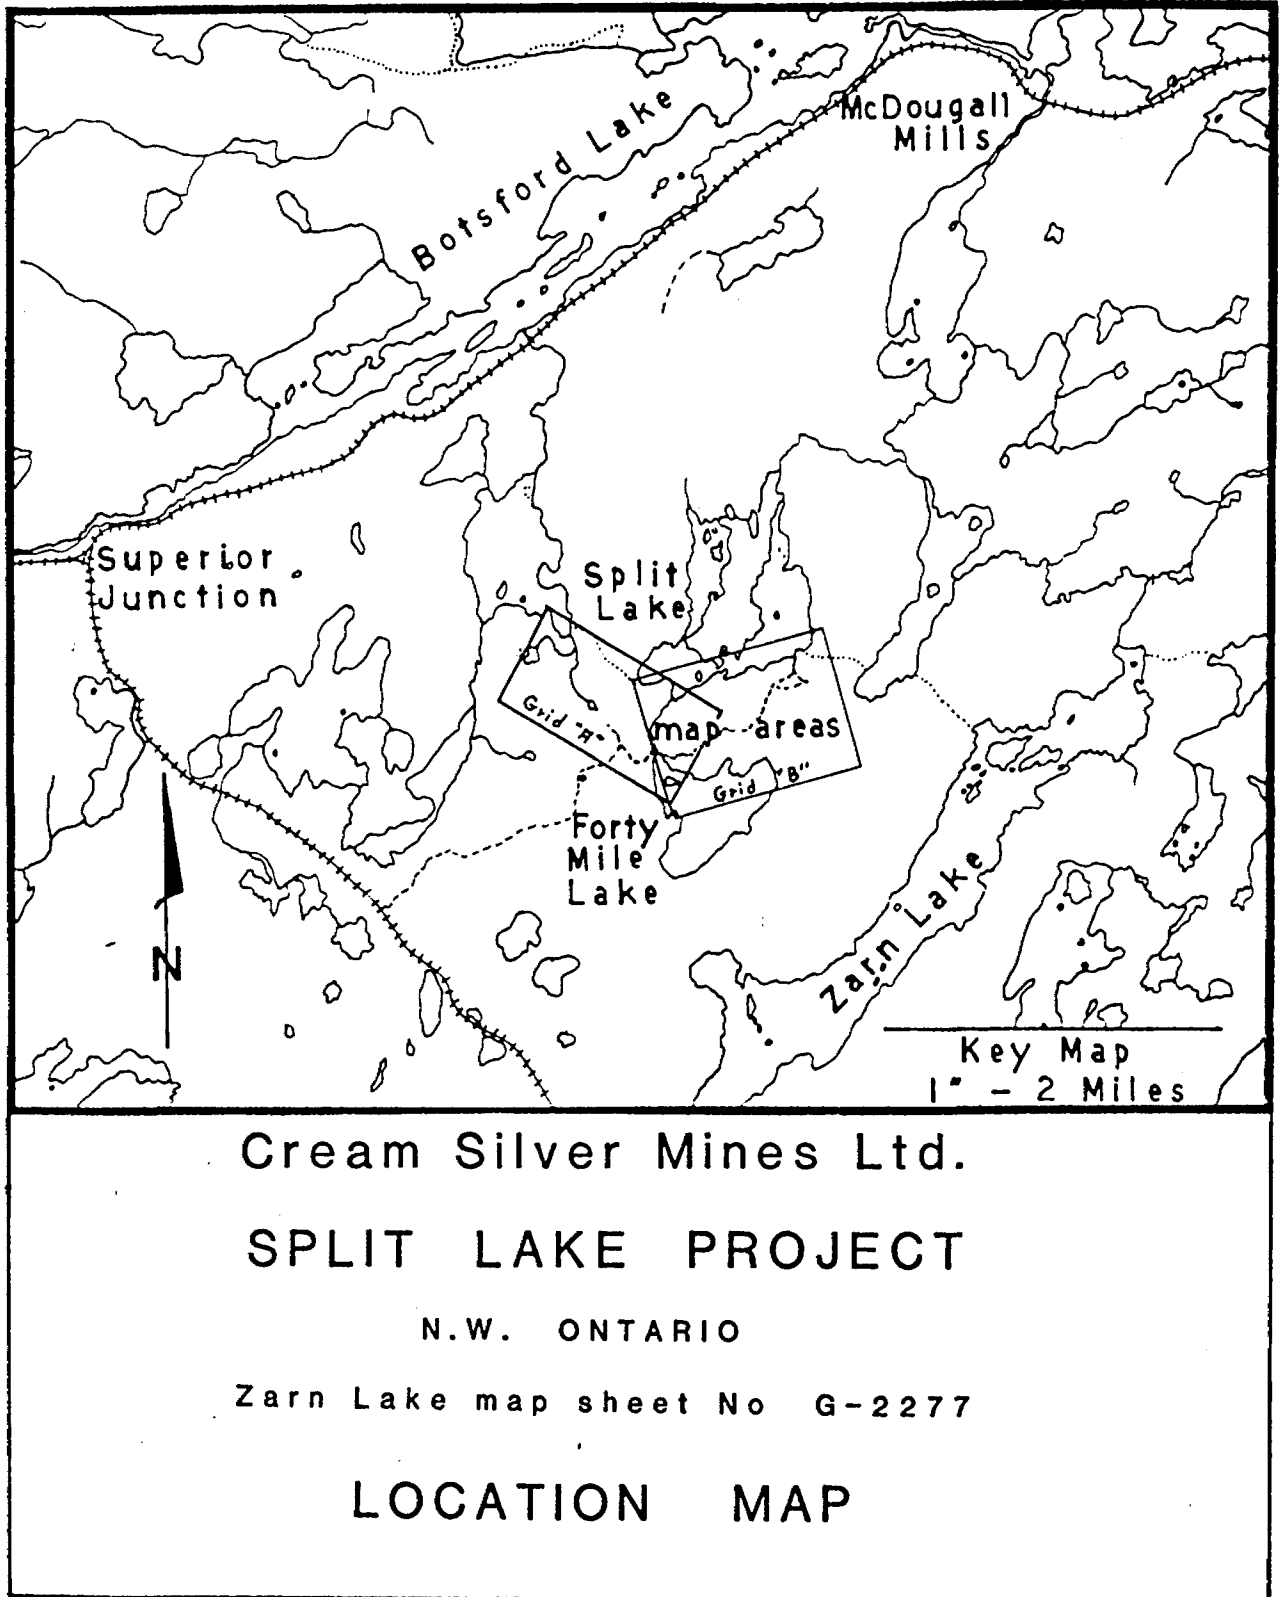 Botsford Lake
McDougall
Mills
Superior
Junction
Split
Lake
Grid "A"
map areas
Grid "B"
Forty
Mile
Lake
Zarn Lake
N
Key Map
1" - 2 Miles
Cream Silver Mines Ltd.
SPLIT LAKE PROJECT
N.W. ONTARIO
Zarn Lake map sheet No G-2277
LOCATION MAP